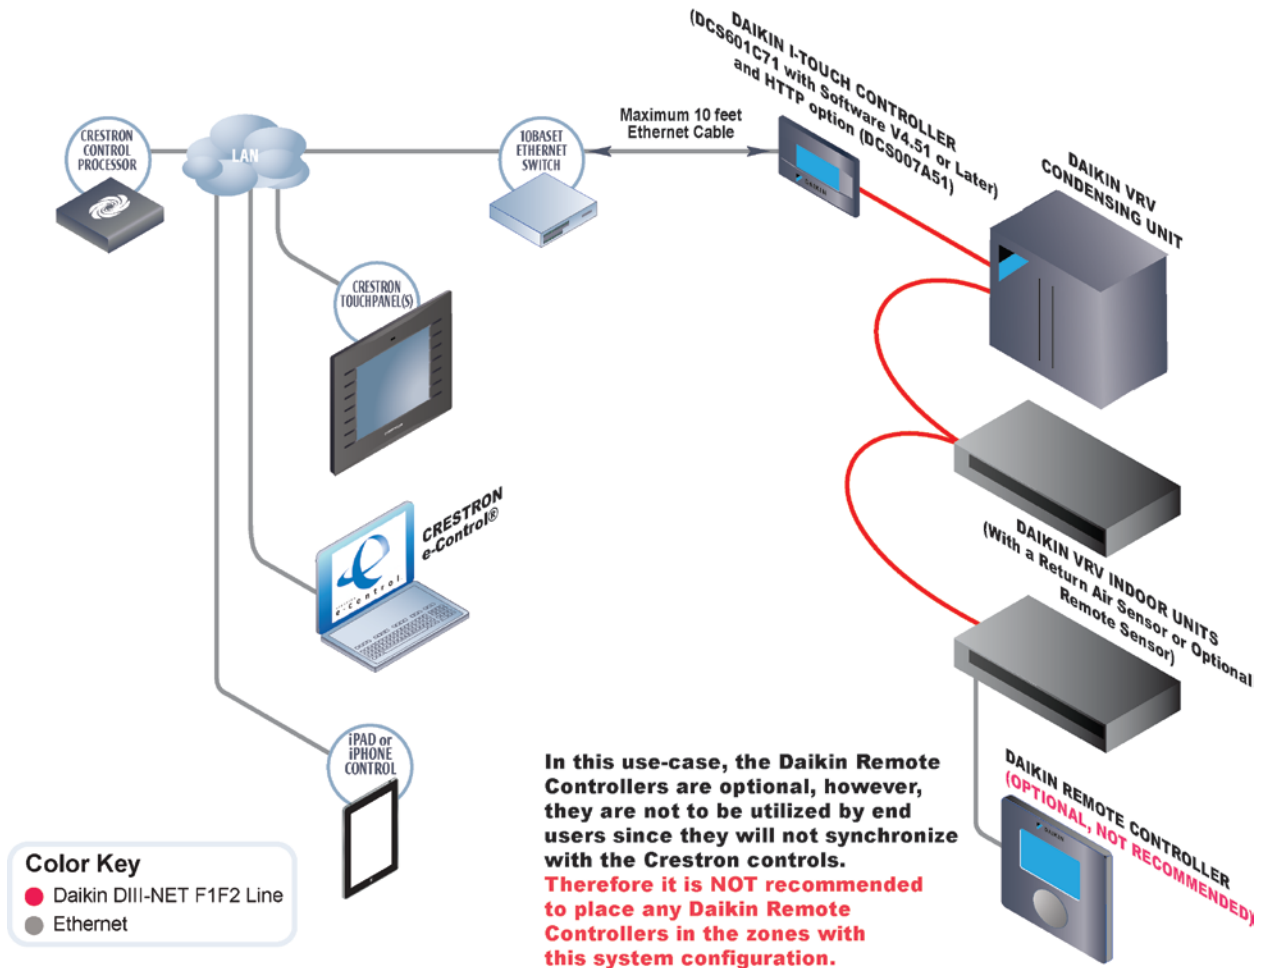 DAIKIN I-TOUCH CONTROLLER
(DCS601C71 with Software V4.51 or Later)
and HTTP option (DCS007A51)
CRESTRON
CONTROL
PROCESSOR
LAN
10BASET
ETHERNET
SWITCH
Maximum 10 feet
Ethernet Cable
DAIKIN
DAIKIN VRV
CONDENSING UNIT
CRESTRON
TOUCHPANEL(S)
CRESTRON
e-Control®
e-control
DAIKIN VRV INDOOR UNITS
(With a Return Air Sensor or Optional
Remote Sensor)
iPAD or
iPHONE
CONTROL
In this use-case, the Daikin Remote
Controllers are optional, however,
they are not to be utilized by end
users since they will not synchronize
with the Crestron controls.
Therefore it is NOT recommended
to place any Daikin Remote
Controllers in the zones with
this system configuration.
DAIKIN REMOTE CONTROLLER
(OPTIONAL, NOT RECOMMENDED)
DAIKIN
Color Key
Daikin DIII-NET F1F2 Line
Ethernet